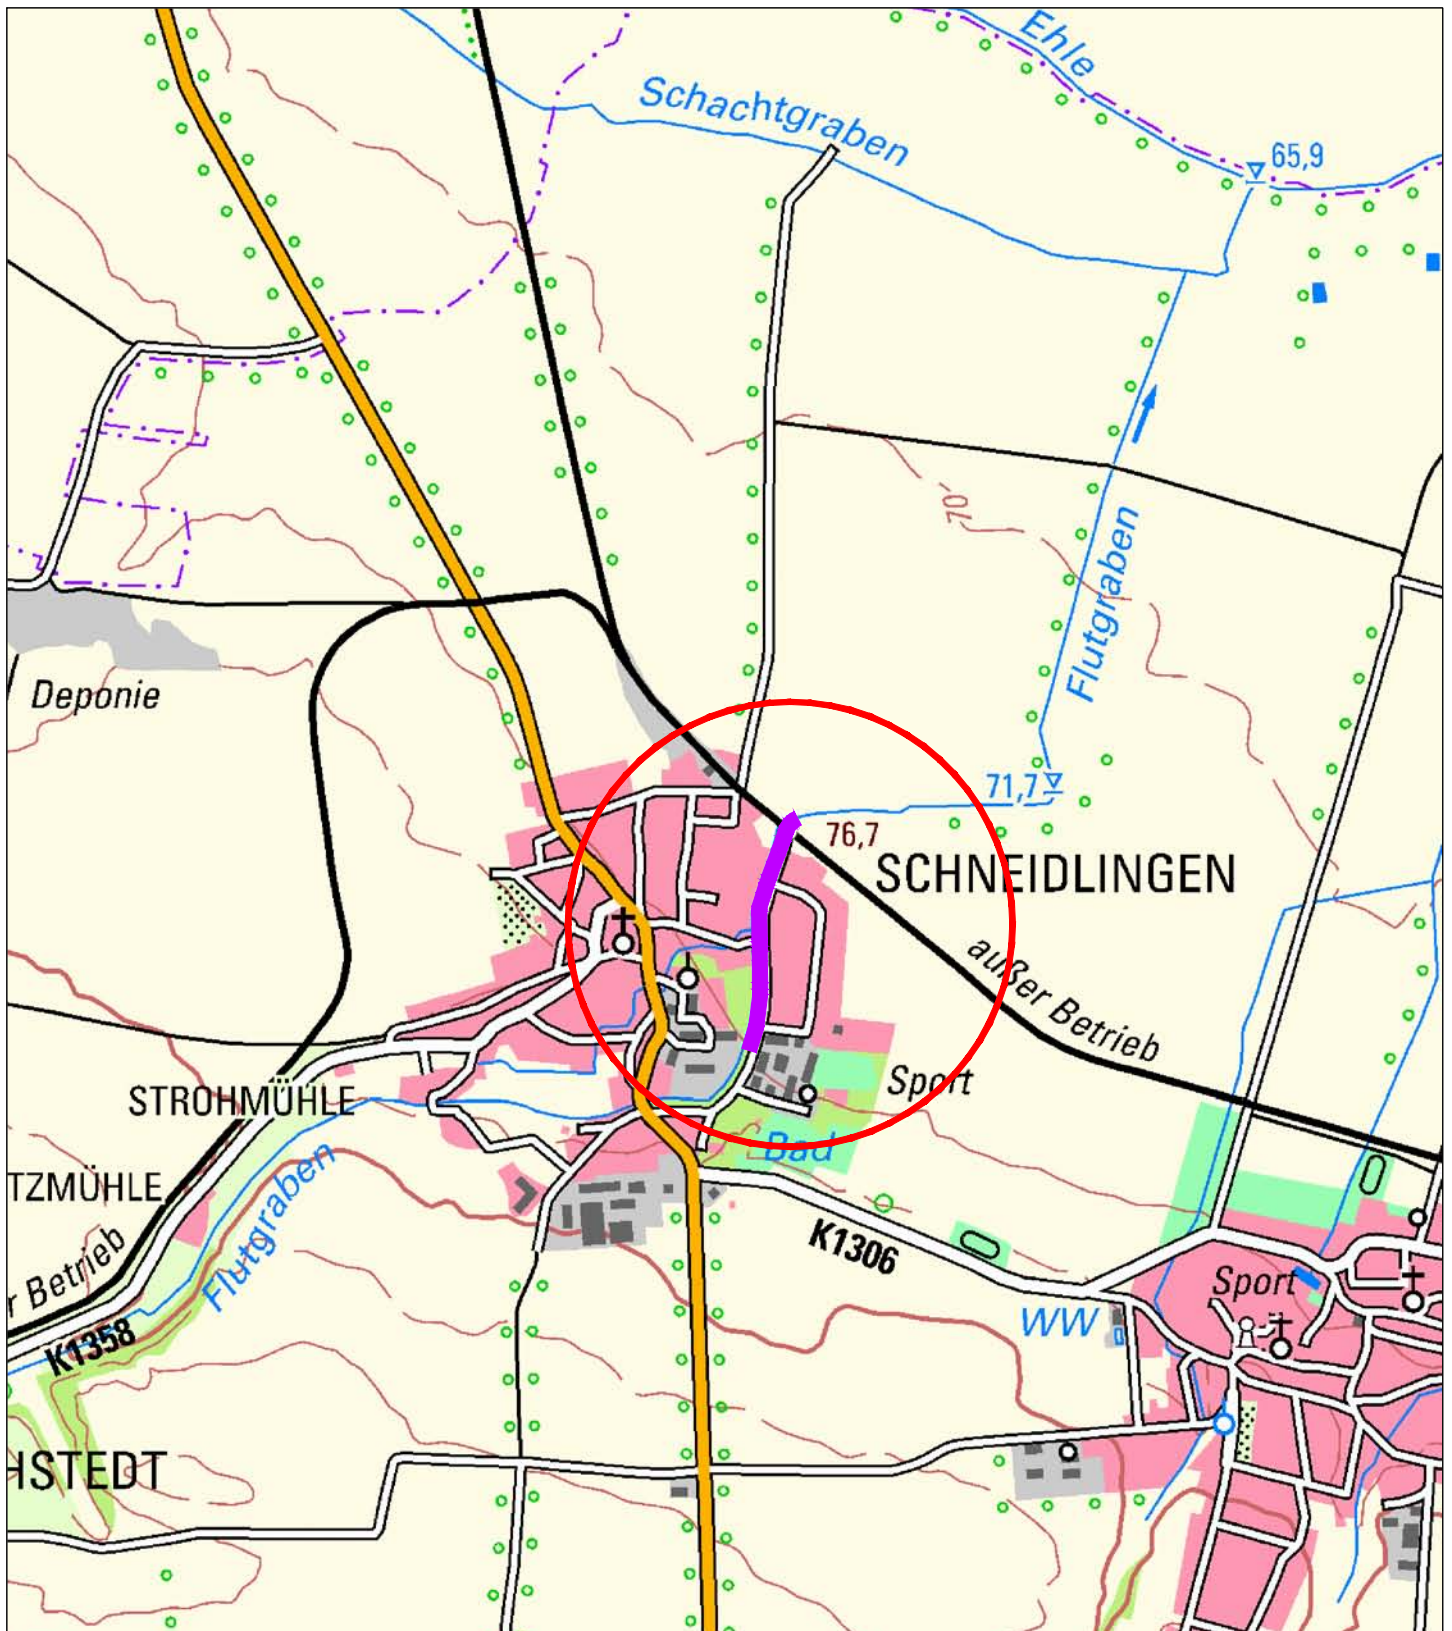 Ehle
Schachtgraben
65,9
70
Flutgraben
Deponie
71,7
76,7
SCHNEIDLINGEN
außer Betrieb
STROHMÜHLE
Sport
Bad
TZMÜHLE
Flutgraben
K1306
r Betrieb
Sport
WW
K1358
HSTEDT